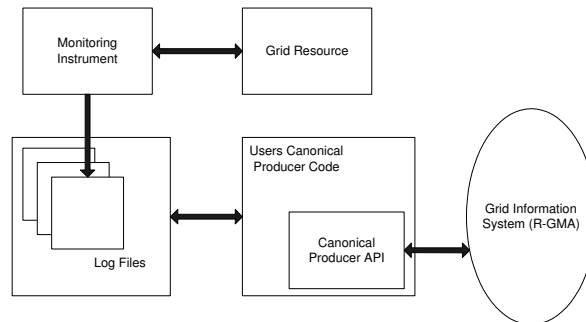 Monitoring
Instrument
Grid Resource
Users Canonical
Producer Code
Log Files
Canonical
Producer API
Grid Information
System (R-GMA)